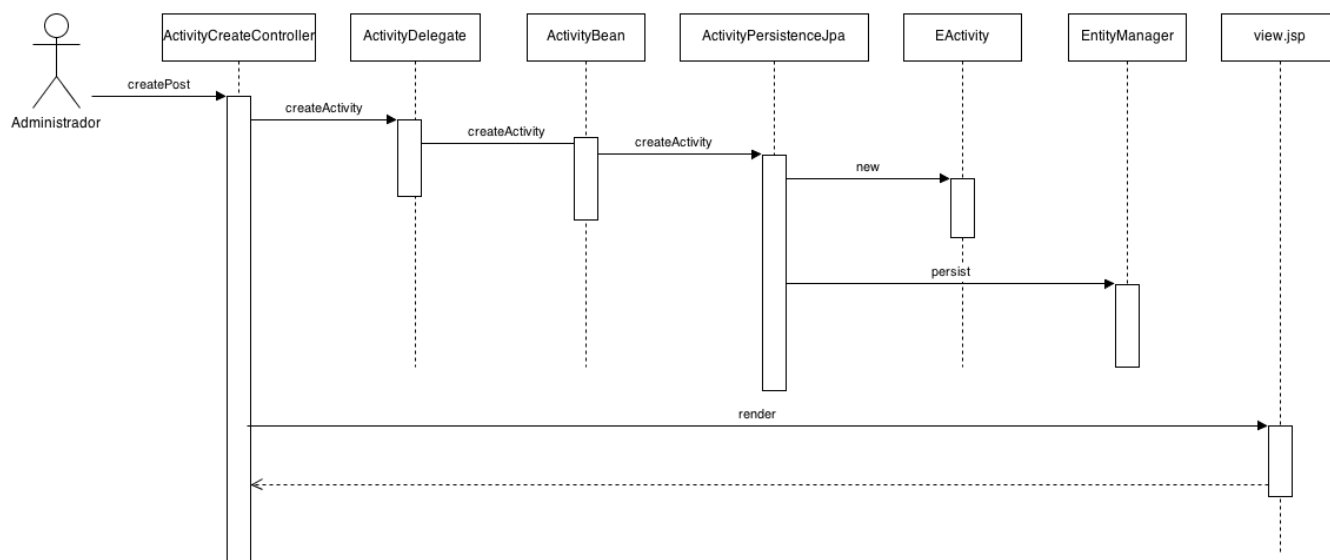 ActivityCreateController
ActivityDelegate
ActivityBean
ActivityPersistenceJpa
EActivity
EntityManager
view.jsp
createPost
Administrador
createActivity
createActivity
createActivity
new
persist
render